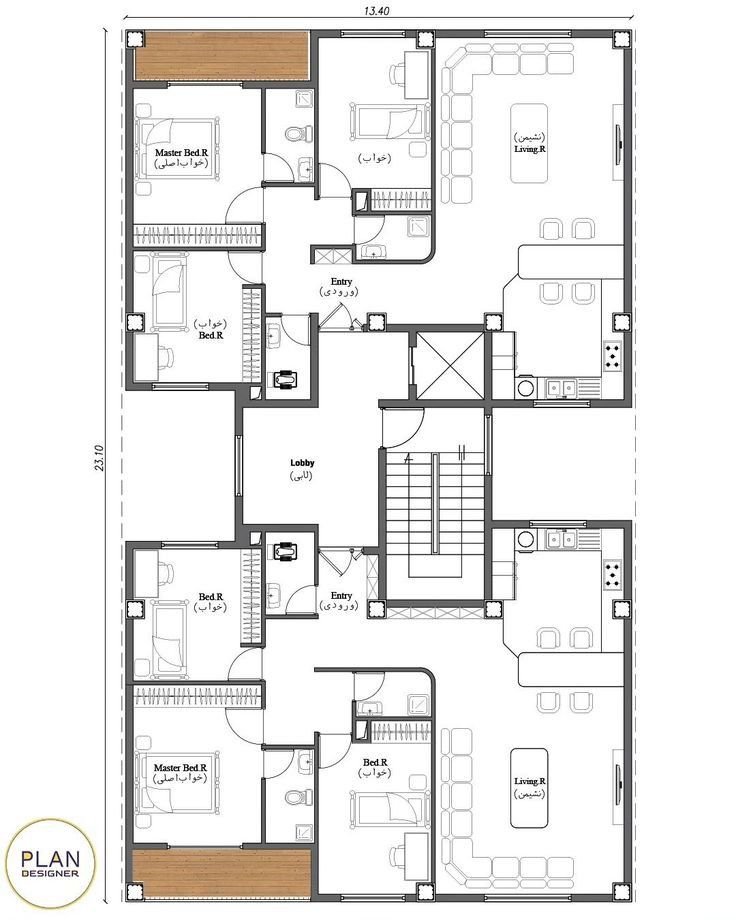 13.40
23.10
Master Bed.R
(خواب اصلی)
(خواب)
(نشیمن)
Living.R
Entry
(ورودی)
(خواب)
Bed.R
Lobby
(لابی)
Bed.R
(خواب)
Entry
(ورودی)
Master Bed.R
(خواب اصلی)
Bed.R
(خواب)
Living.R
(نشیمن)
PLAN
DESIGNER